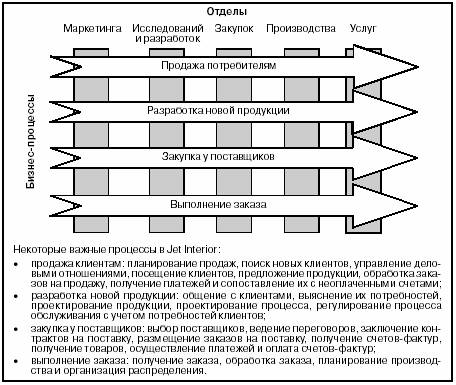 Отделы
Маркетинга Исследований и разработок Закупок Производства Услуг
Бизнес-процессы
Продажа потребителям
Разработка новой продукции
Закупка у поставщиков
Выполнение заказа
Некоторые важные процессы в Jet Interior:
• продажа клиентам: планирование продаж, поиск новых клиентов, управление дело-
выми отношениями, посещение клиентов, предложение продукции, обработка зака-
зов на продажу, получение платежей и сопоставление их с неоплаченными счетами;
• разработка новой продукции: общение с клиентами, выяснение их потребностей,
проектирование продукции, проектирование процесса, регулирование процесса
обслуживания с учетом потребностей клиентов;
• закупка у поставщиков: выбор поставщиков, ведение переговоров, заключение кон-
трактов на поставку, размещение заказов на поставку, получение счетов-фактур,
получение товаров, осуществление платежей и оплата счетов-фактур;
• выполнение заказа: получение заказа, обработка заказа, планирование производ-
ства и организация распределения.